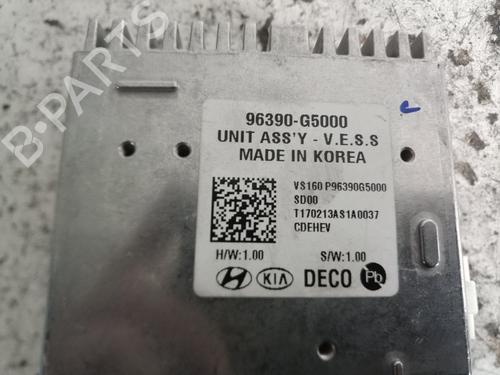 B-PARTS
96390-G5000
UNIT ASS'Y - V.E.S.S
MADE IN KOREA
VS160 P96390G5000
SD00
T170213AS1A0037
CDEHEV
H/W:1.00 S/W:1.00
KIA DECO Pb